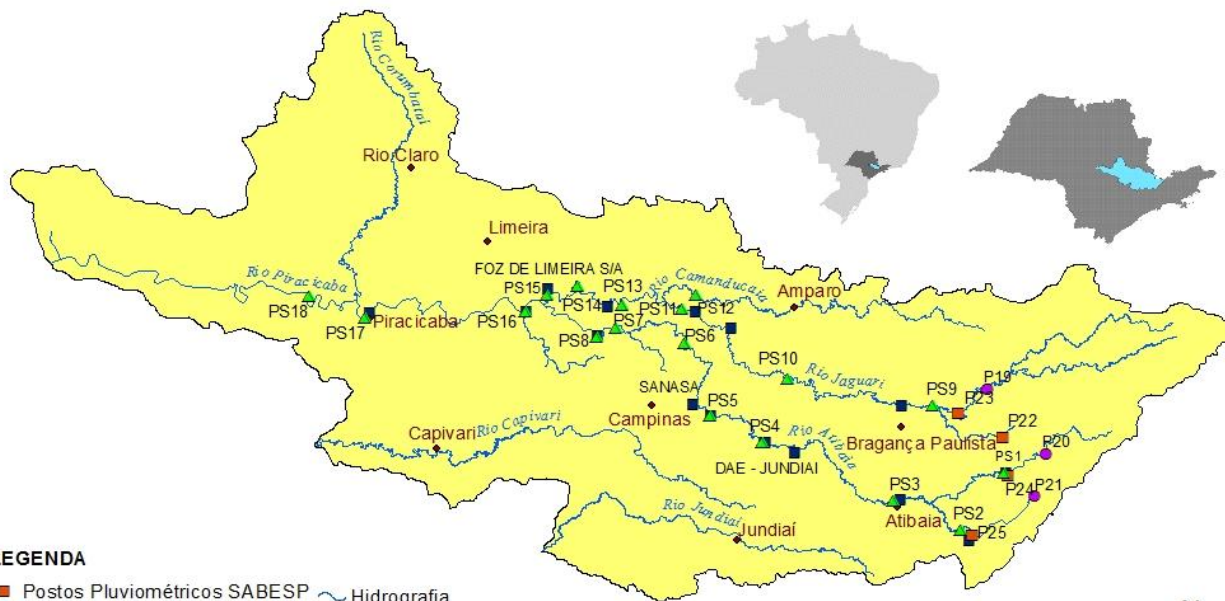 Rio Corumbataí
Rio Claro
Limeira
FOZ DE LIMEIRA S/A
Rio Camanducaia
Amparo
Rio Piracicaba
PS15
PS13
PS14
PS11
PS12
PS18
PS17
Piracicaba
PS16
PS8
PS7
PS6
PS10
Rio Jaguari
PS9
P19
P23
SANASA
PS5
Campinas
P22
Capivari
Rio Capivari
PS4
Rio Atibaia
Bragança Paulista
P20
DAE - JUNDIAI
PS1
P24
P21
PS3
Atibaia
Rio Jundiaí
Jundiaí
PS2
P25
LEGENDA
Postos Pluviométricos SABESP
Hidrografia